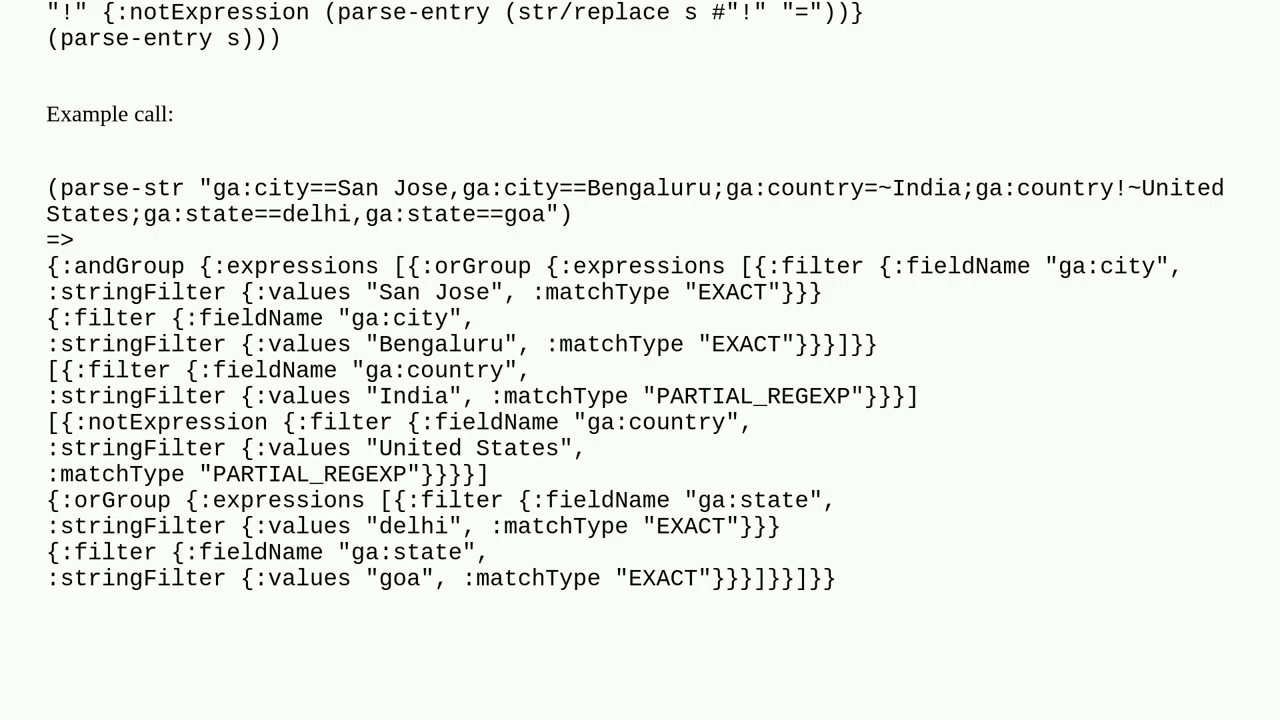 "!" {:notExpression (parse-entry (str/replace s #"!" "="))}
(parse-entry s)))
Example call:
(parse-str "ga:city==San Jose,ga:city==Bengaluru;ga:country=~India;ga:country!~United
States;ga:state==delhi,ga:state==goa")
=>
{:andGroup {:expressions [{:orGroup {:expressions [{:filter {:fieldName "ga:city",
:stringFilter {:values "San Jose", :matchType "EXACT"}}}
{:filter {:fieldName "ga:city",
:stringFilter {:values "Bengaluru", :matchType "EXACT"}}}]}}
[{:filter {:fieldName "ga:country",
:stringFilter {:values "India", :matchType "PARTIAL_REGEXP"}}}]
[{:notExpression {:filter {:fieldName "ga:country",
:stringFilter {:values "United States",
:matchType "PARTIAL_REGEXP"}}}}]
{:orGroup {:expressions [{:filter {:fieldName "ga:state",
:stringFilter {:values "delhi", :matchType "EXACT"}}}
{:filter {:fieldName "ga:state",
:stringFilter {:values "goa", :matchType "EXACT"}}}]}}]}}